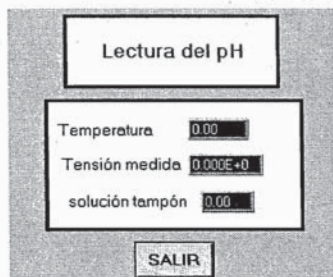 Lectura del pH
Temperatura 0.00
Tensión medida 0.000E+0
solución tampón 0.00
SALIR